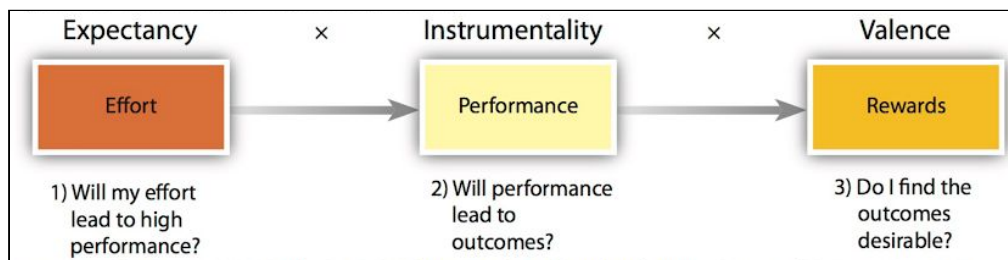 Expectancy × Instrumentality × Valence
Effort Performance Rewards
1) Will my effort
lead to high
performance?
2) Will performance
lead to
outcomes?
3) Do I find the
outcomes
desirable?